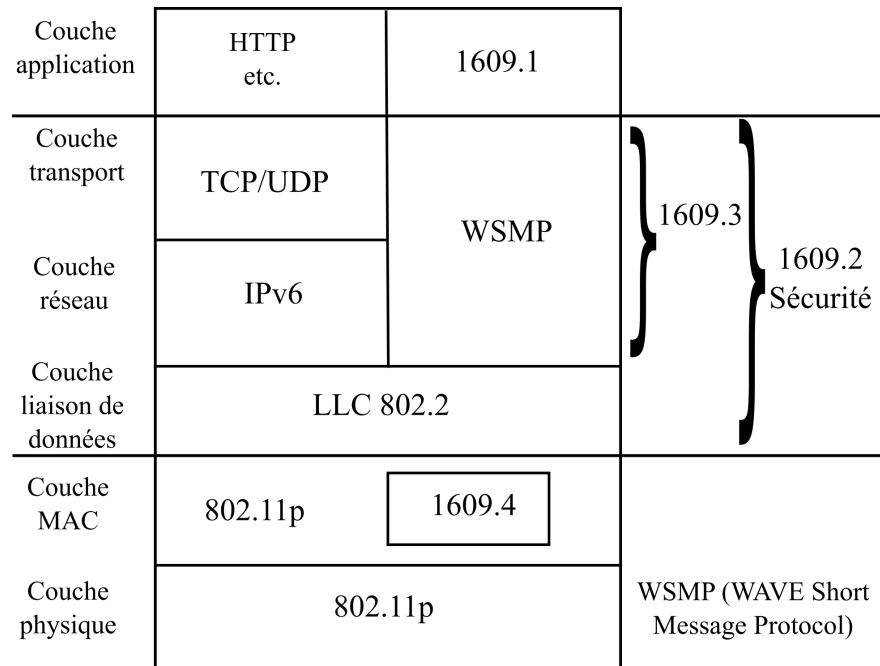 Couche
application
HTTP
etc.
1609.1
Couche
transport
TCP/UDP
WSMP
1609.3
1609.2
Sécurité
Couche
réseau
IPv6
Couche
liaison de
données
LLC 802.2
Couche
MAC
802.11p
1609.4
Couche
physique
802.11p
WSMP (WAVE Short
Message Protocol)